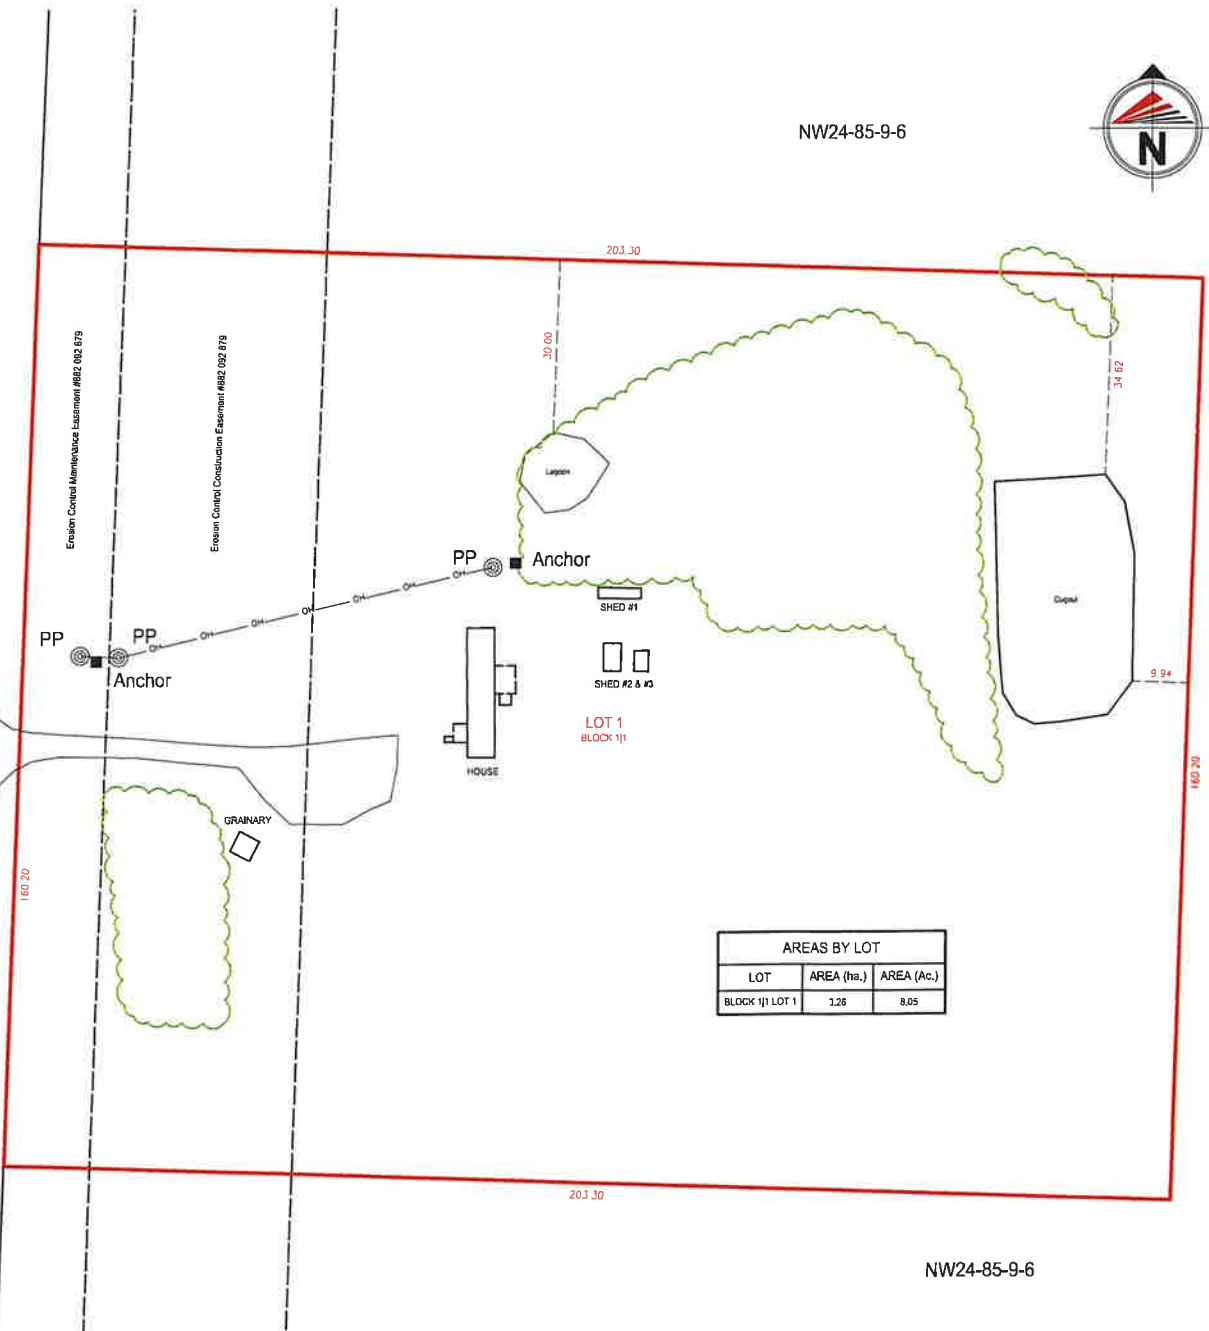 NW24-85-9-6
N
203.30
Erosion Control Maintenance Easement #882 092 679
Erosion Control Construction Easement #882 092 879
30 00
34 62
Lagoon
PP
Anchor
PP
PP
Anchor
OH
OH
OH
OH
OH
OH
OH
SHED #1
SHED #2 & #3
Dugout
9 94
LOT 1
BLOCK 1|1
HOUSE
GRAINARY
160 20
160 20
AREAS BY LOT
LOT AREA (ha.) AREA (Ac.)
BLOCK 1|1 LOT 1 3.26 8.05
203 30
NW24-85-9-6